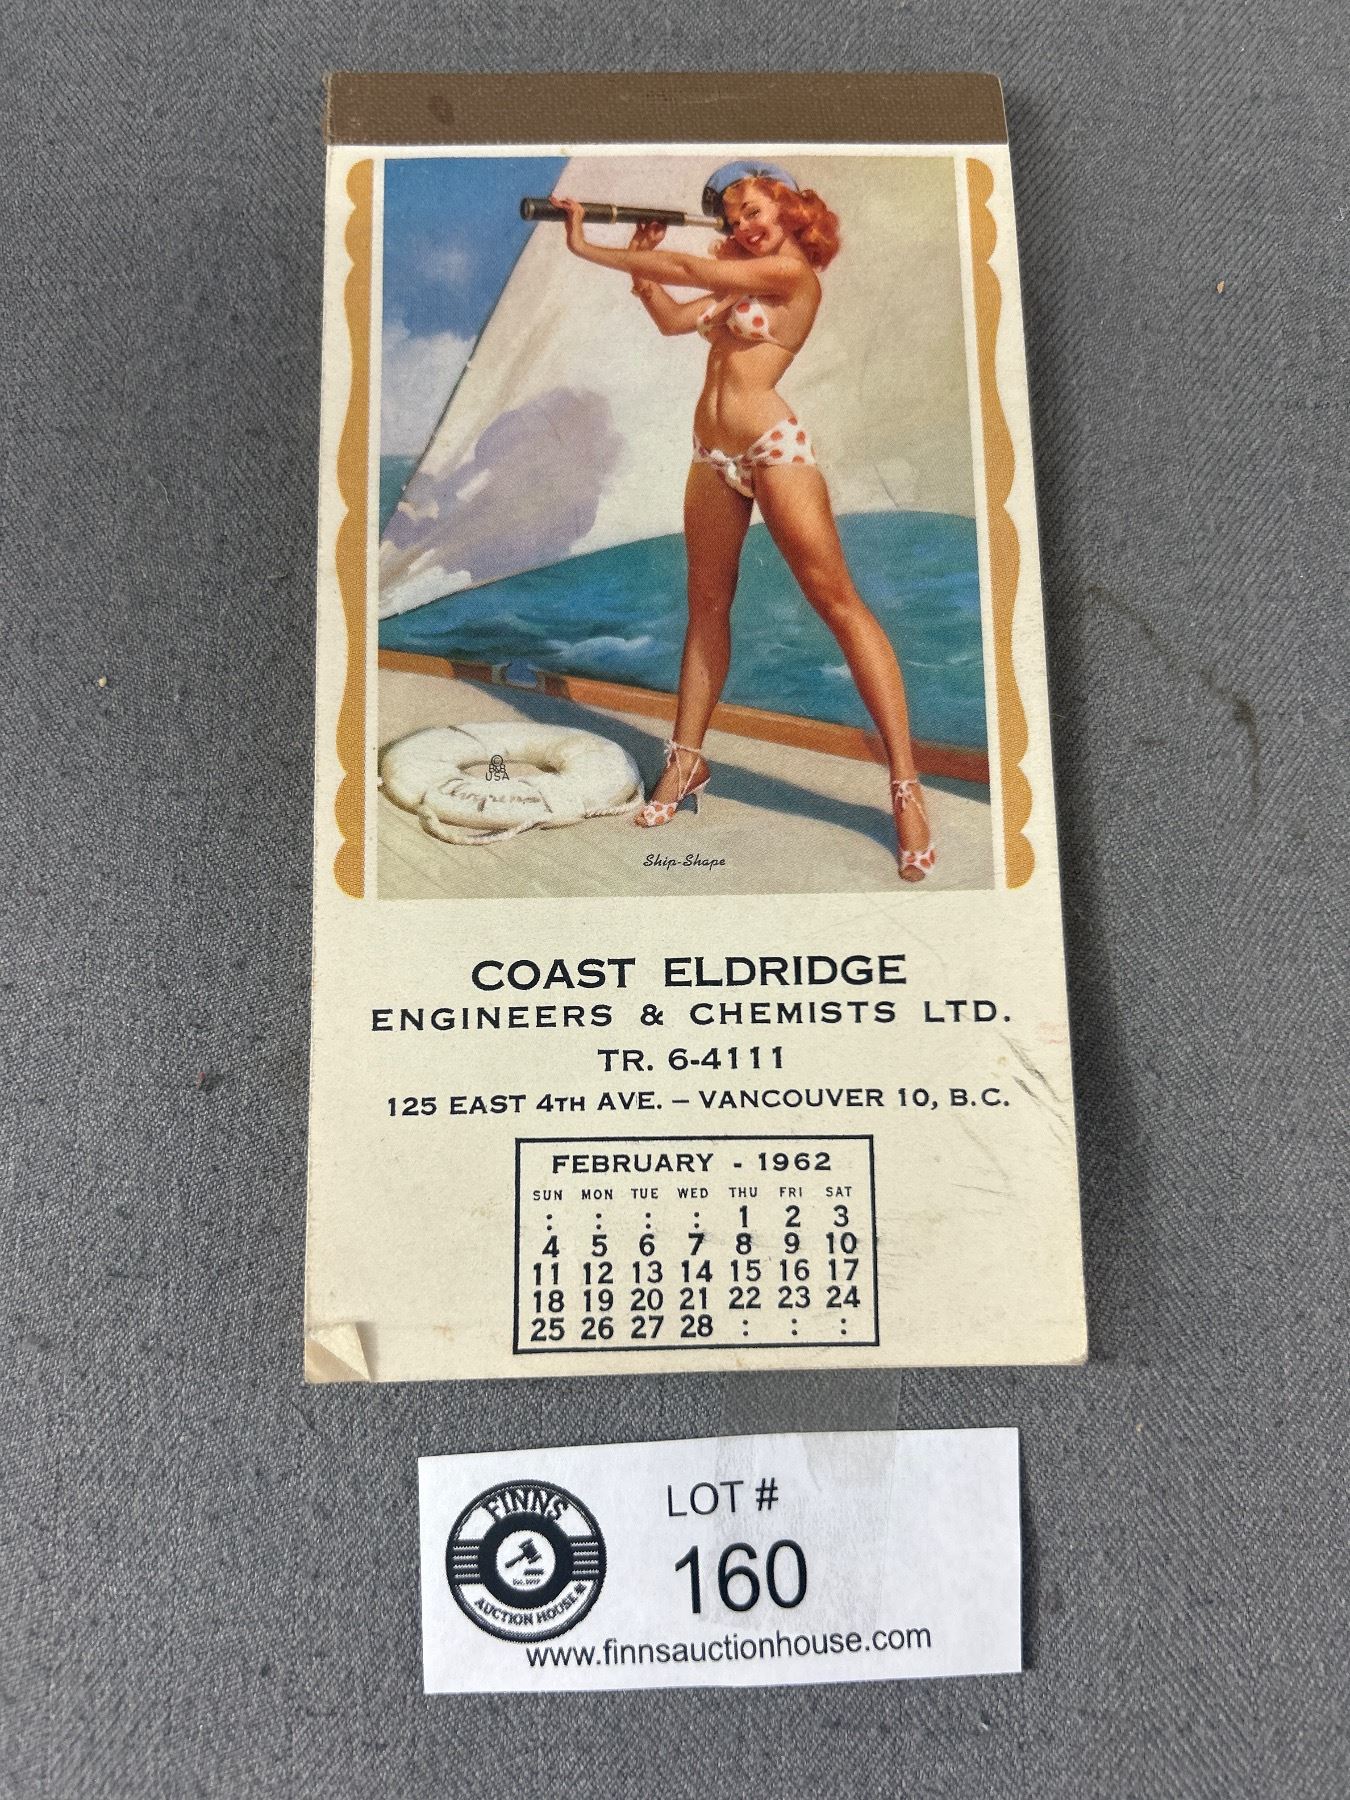 ©
B&B
USA
Elvgren
Ship-Shape
COAST ELDRIDGE
ENGINEERS & CHEMISTS LTD.
TR. 6-4111
125 EAST 4TH AVE. – VANCOUVER 10, B.C.
FEBRUARY - 1962
SUN MON TUE WED THU FRI SAT
: : : : 1 2 3
4 5 6 7 8 9 10
11 12 13 14 15 16 17
18 19 20 21 22 23 24
25 26 27 28 : : :
FINNS
AUCTION HOUSE
LOT #
160
www.finnsauctionhouse.com